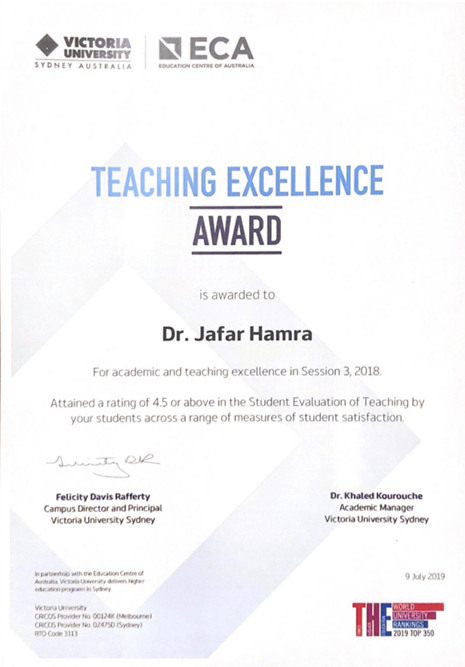 VICTORIA
UNIVERSITY
SYDNEY AUSTRALIA
ECA
EDUCATION CENTRE OF AUSTRALIA
TEACHING EXCELLENCE
AWARD
is awarded to
Dr. Jafar Hamra
For academic and teaching excellence in Session 3, 2018.
Attained a rating of 4.5 or above in the Student Evaluation of Teaching by
your students across a range of measures of student satisfaction.
Felicity Davis Rafferty
Campus Director and Principal
Victoria University Sydney
Dr. Khaled Kourouche
Academic Manager
Victoria University Sydney
In partnership with the Education Centre of
Australia, Victoria University delivers higher
education programs in Sydney
9 July 2019
Victoria University
CRICOS Provider No. 00124K (Melbourne)
CRICOS Provider No. 02475D (Sydney)
RTO Code 3113
THE
WORLD
UNIVERSITY
RANKINGS
2019 TOP 350